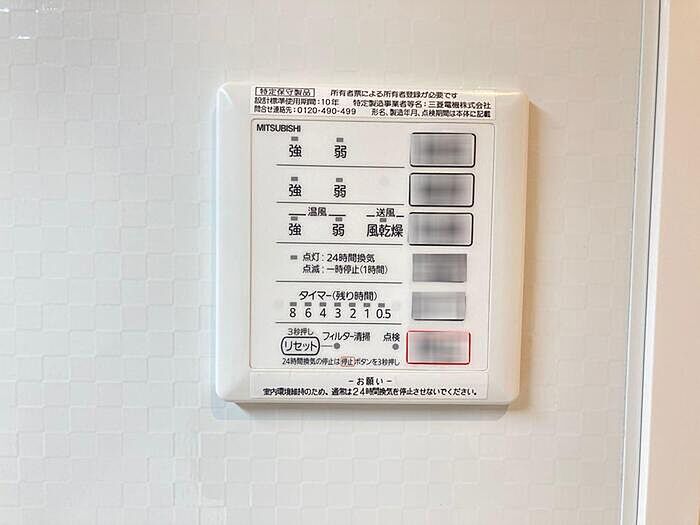 特定保守製品 所有者票による所有者登録が必要です
設計標準使用期間:10年 特定製造事業者等名:三菱電機株式会社
問合せ連絡先:0120-490-499 形名、製造年月、点検期間は本体に記載
MITSUBISHI
強 弱
強 弱
温風 送風
強 弱 風乾燥
点灯:24時間換気
点滅:一時停止(1時間)
タイマー(残り時間)
8 6 4 3 2 1 0.5
3秒押し
リセット フィルター清掃 点検
24時間換気の停止は停止ボタンを3秒押し
-お願い-
室内環境維持のため、通常は24時間換気を停止させないでください。